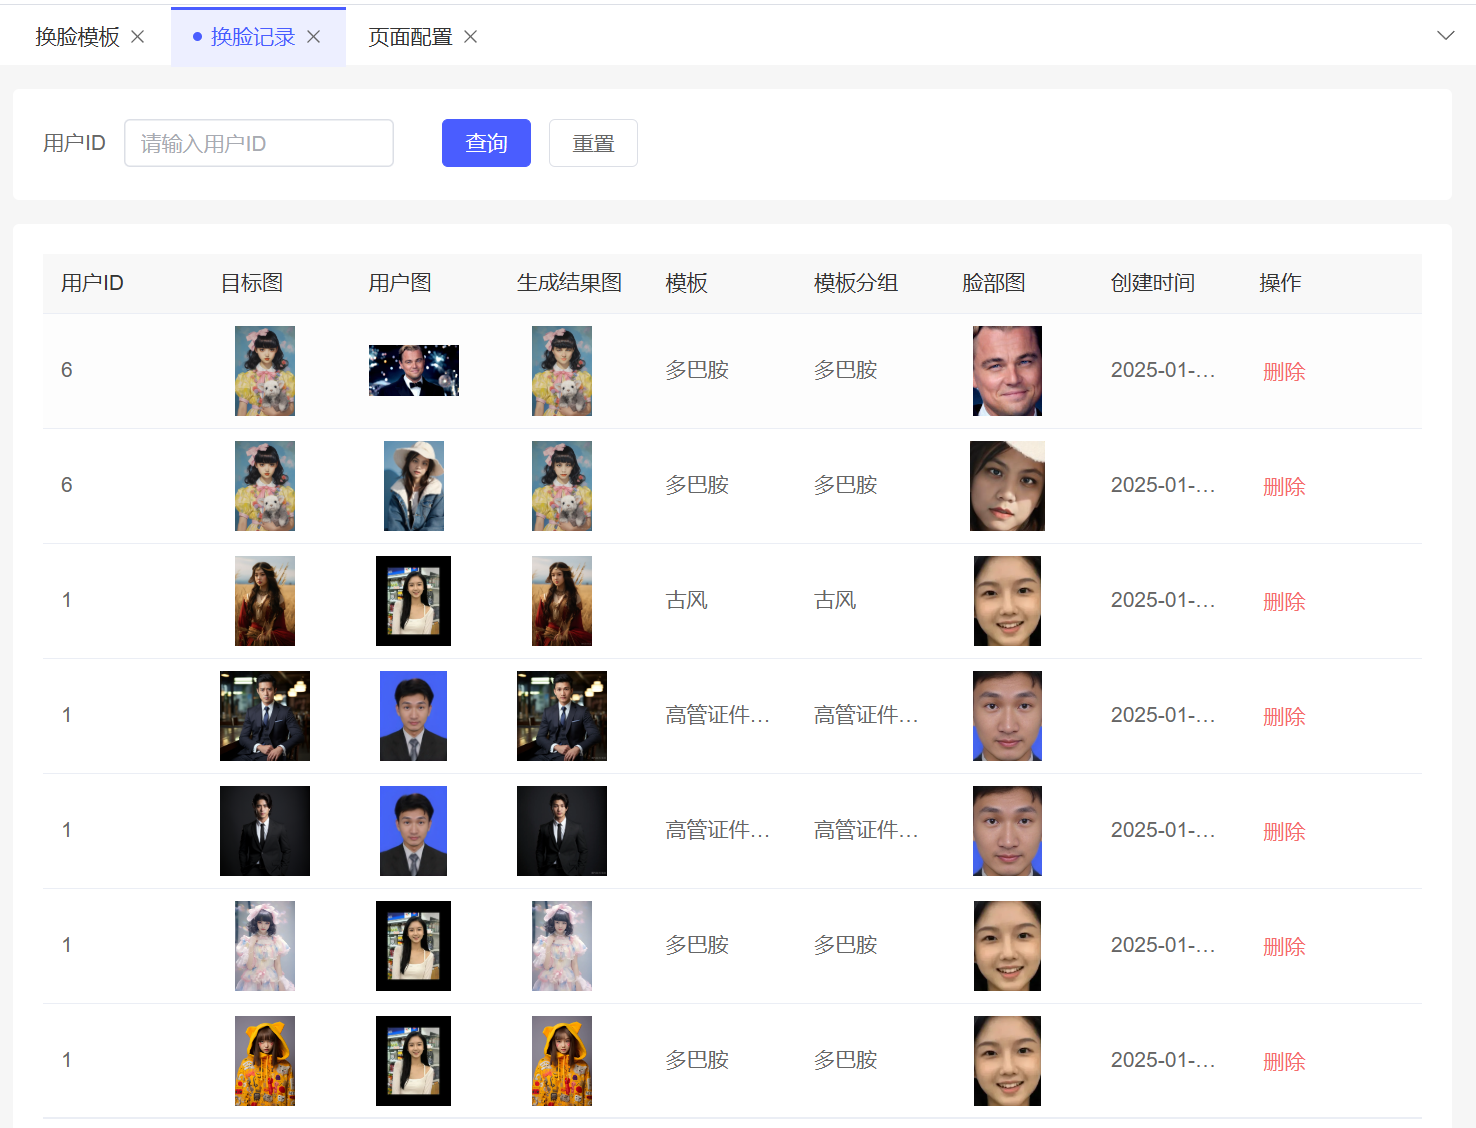 换脸模板 换脸记录 页面配置
用户ID 请输入用户ID 查询 重置
用户ID 目标图 用户图 生成结果图 模板 模板分组 脸部图 创建时间 操作
6 多巴胺 多巴胺 2025-01-... 删除
6 多巴胺 多巴胺 2025-01-... 删除
1 古风 古风 2025-01-... 删除
1 高管证件... 高管证件... 2025-01-... 删除
1 高管证件... 高管证件... 2025-01-... 删除
1 多巴胺 多巴胺 2025-01-... 删除
1 多巴胺 多巴胺 2025-01-... 删除